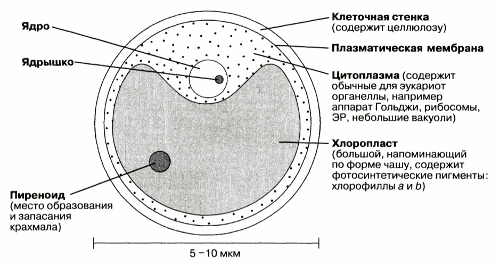 Ядро
Ядрышко
Пиреноид
(место образования
и запасания
крахмала)
Клеточная стенка
(содержит целлюлозу)
Плазматическая мембрана
Цитоплазма (содержит
обычные для эукариот
органеллы, например
аппарат Гольджи, рибосомы,
ЭР, небольшие вакуоли)
Хлоропласт
(большой, напоминающий
по форме чашу, содержит
фотосинтетические пигменты:
хлорофиллы a и b)
5 – 10 мкм